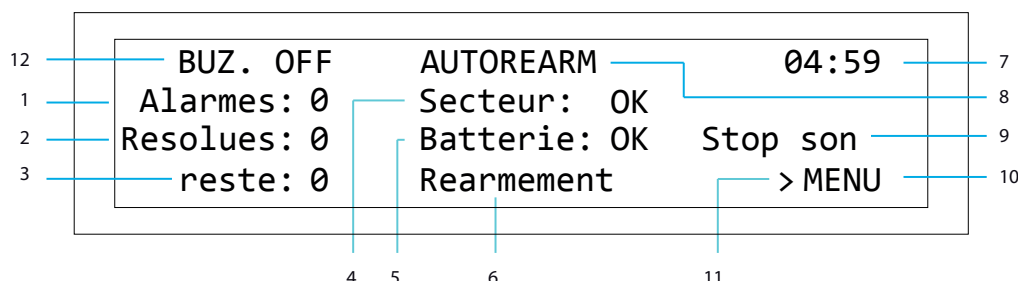 12 BUZ. OFF AUTOREARM 04:59 7
1 Alarmes: 0 Secteur: OK 8
2 Resolues: 0 Batterie: OK Stop son 9
3 reste: 0 Rearmement >MENU 10
4 5 6 11